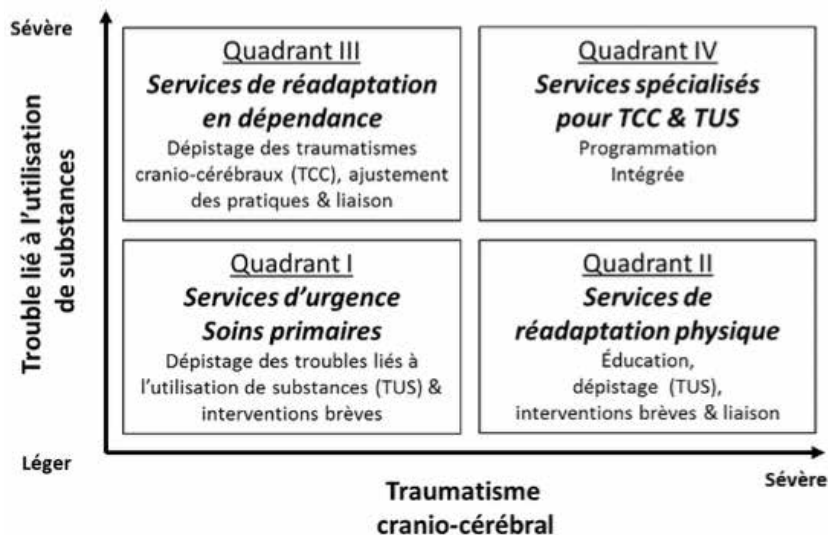 Sévère
Trouble lié à l'utilisation
de substances
Léger
Quadrant III
Services de réadaptation
en dépendance
Dépistage des traumatismes
cranio-cérébraux (TCC), ajustement
des pratiques & liaison
Quadrant IV
Services spécialisés
pour TCC & TUS
Programmation
Intégrée
Quadrant I
Services d'urgence
Soins primaires
Dépistage des troubles liés à
l'utilisation de substances (TUS) &
interventions brèves
Quadrant II
Services de
réadaptation physique
Éducation,
dépistage (TUS),
interventions brèves & liaison
Sévère
Traumatisme
cranio-cérébral